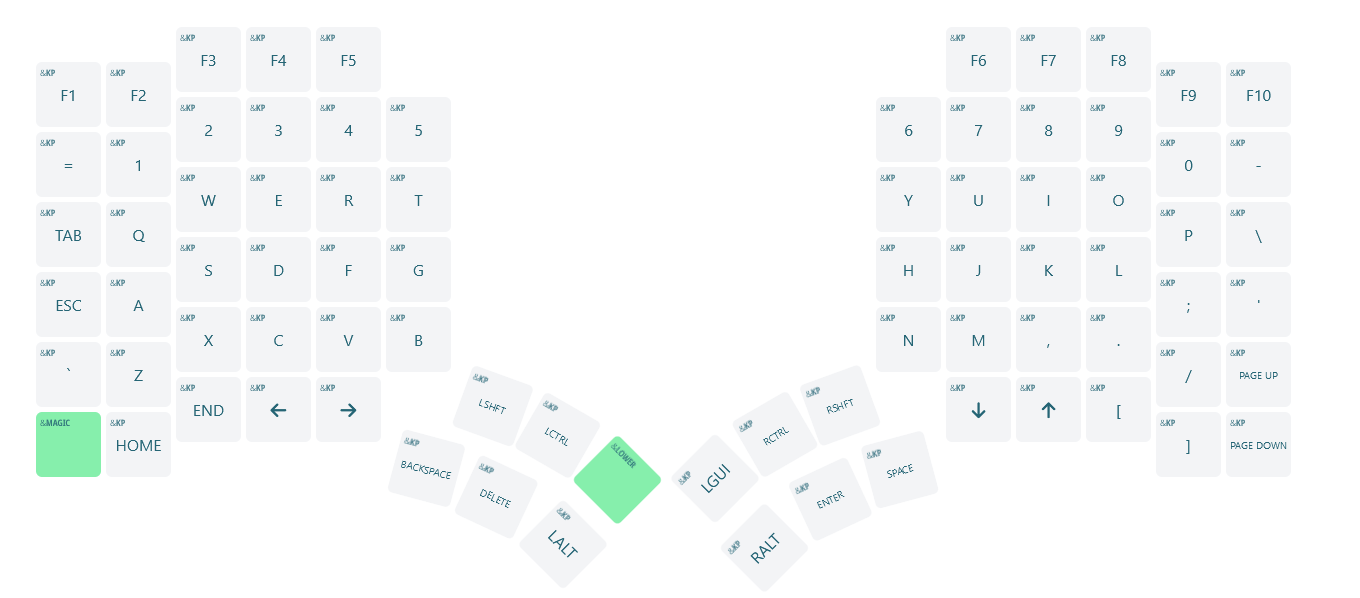 &KP F3
&KP F4
&KP F5
&KP F6
&KP F7
&KP F8
&KP F1
&KP F2
&KP F9
&KP F10
&KP 2
&KP 3
&KP 4
&KP 5
&KP 6
&KP 7
&KP 8
&KP 9
&KP =
&KP 1
&KP 0
&KP -
&KP W
&KP E
&KP R
&KP T
&KP Y
&KP U
&KP I
&KP O
&KP TAB
&KP Q
&KP P
&KP \
&KP S
&KP D
&KP F
&KP G
&KP H
&KP J
&KP K
&KP L
&KP ESC
&KP A
&KP ;
&KP '
&KP X
&KP C
&KP V
&KP B
&KP N
&KP M
&KP ,
&KP .
&KP `
&KP Z
&KP /
&KP PAGE UP
&KP END
&KP ←
&KP →
&KP ↓
&KP ↑
&KP [
&MAGIC
&KP HOME
&KP ]
&KP PAGE DOWN
&KP LSHFT
&KP LCTRL
&LOWER
&KP LGUI
&KP RCTRL
&KP RSHFT
&KP BACKSPACE
&KP DELETE
&KP LALT
&KP RALT
&KP ENTER
&KP SPACE